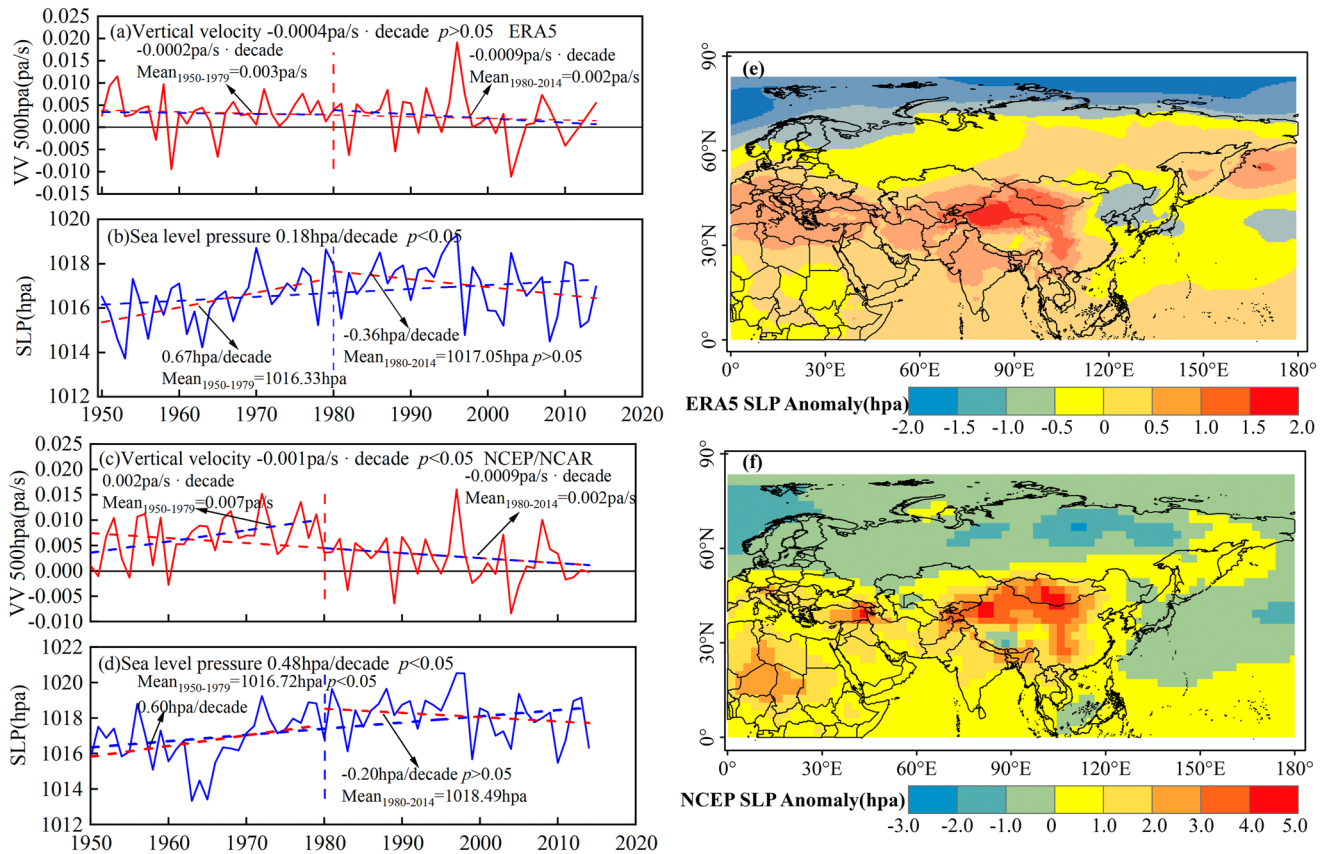 (a)Vertical velocity -0.0004pa/s · decade p>0.05 ERA5
-0.0002pa/s · decade
Mean1950-1979=0.003pa/s
-0.0009pa/s · decade
Mean1980-2014=0.002pa/s
VV 500hpa(pa/s)
0.025
0.020
0.015
0.010
0.005
0.000
-0.005
-0.010
-0.015
(b)Sea level pressure 0.18hpa/decade p<0.05
0.67hpa/decade
Mean1950-1979=1016.33hpa
-0.36hpa/decade
Mean1980-2014=1017.05hpa p>0.05
SLP(hpa)
1020
1018
1016
1014
1012
1950 1960 1970 1980 1990 2000 2010 2020
(c)Vertical velocity -0.001pa/s · decade p<0.05 NCEP/NCAR
0.002pa/s · decade
Mean1950-1979=0.007pa/s
-0.0009pa/s · decade
Mean1980-2014=0.002pa/s
VV 500hpa(pa/s)
0.025
0.020
0.015
0.010
0.005
0.000
-0.005
-0.010
(d)Sea level pressure 0.48hpa/decade p<0.05
Mean1950-1979=1016.72hpa p<0.05
0.60hpa/decade
-0.20hpa/decade p>0.05
Mean1980-2014=1018.49hpa
SLP(hpa)
1022
1020
1018
1016
1014
1012
1950 1960 1970 1980 1990 2000 2010 2020
(e)
90°
60°N
30°N
0°
0° 30°E 60°E 90°E 120°E 150°E 180°
ERA5 SLP Anomaly(hpa)
-2.0 -1.5 -1.0 -0.5 0 0.5 1.0 1.5 2.0
(f)
90°
60°N
30°N
0°
0° 30°E 60°E 90°E 120°E 150°E 180°
NCEP SLP Anomaly(hpa)
-3.0 -2.0 -1.0 0 1.0 2.0 3.0 4.0 5.0